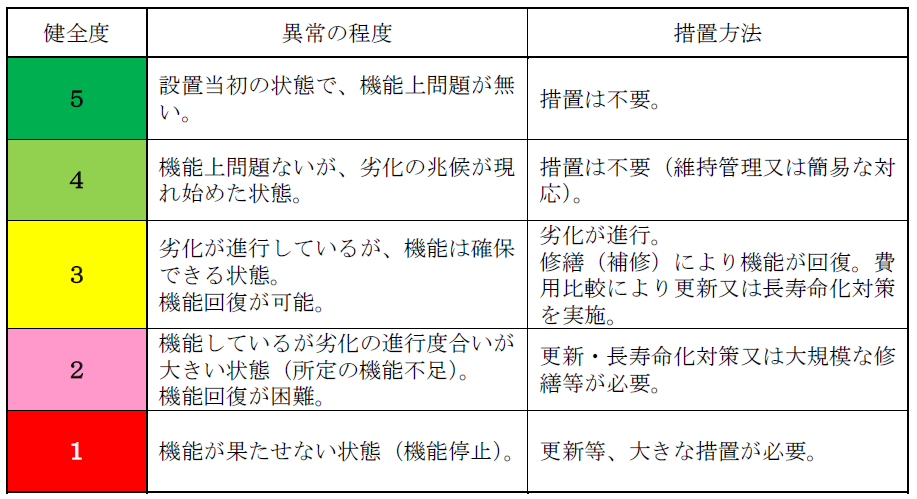 健全度
異常の程度
措置方法
5
設置当初の状態で、機能上問題が無
い。
措置は不要。
4
機能上問題ないが、劣化の兆候が現
れ始めた状態。
措置は不要（維持管理又は簡易な対
応）。
3
劣化が進行しているが、機能は確保
できる状態。
機能回復が可能。
劣化が進行。
修繕（補修）により機能が回復。費
用比較により更新又は長寿命化対策
を実施。
2
機能しているが劣化の進行度合いが
大きい状態（所定の機能不足）。
機能回復が困難。
更新・長寿命化対策又は大規模な修
繕等が必要。
1
機能が果たせない状態（機能停止）。
更新等、大きな措置が必要。